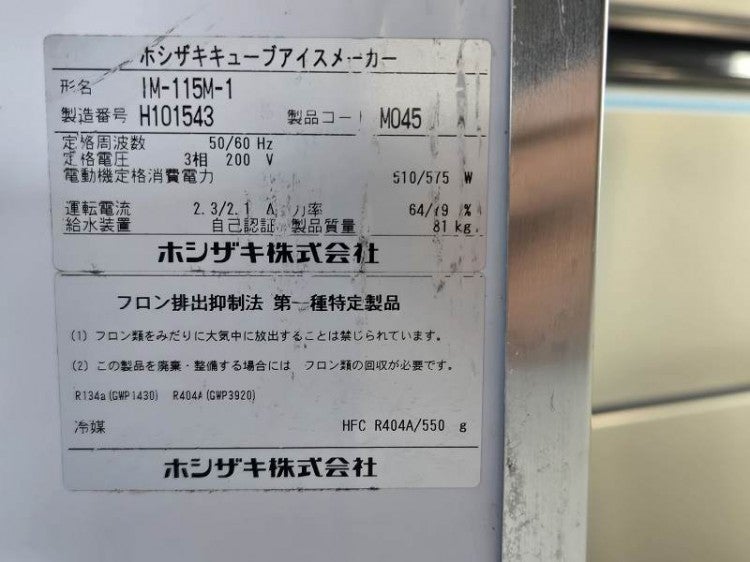 ホシザキキューブアイスメーカー
形名 IM-115M-1
製造番号 H101543 製品コード M045
定格周波数 50/60 Hz
定格電圧 3相 200 V
電動機定格消費電力 510/575 W
運転電流 2.3/2.1 A 力率 64/79 %
給水装置 自己認証 製品質量 81 kg
ホシザキ株式会社
フロン排出抑制法 第一種特定製品
(1) フロン類をみだりに大気中に放出することは禁じられています。
(2) この製品を廃棄・整備する場合には フロン類の回収が必要です。
R134a(GWP1430) R404A(GWP3920)
冷媒 HFC R404A/550 g
ホシザキ株式会社